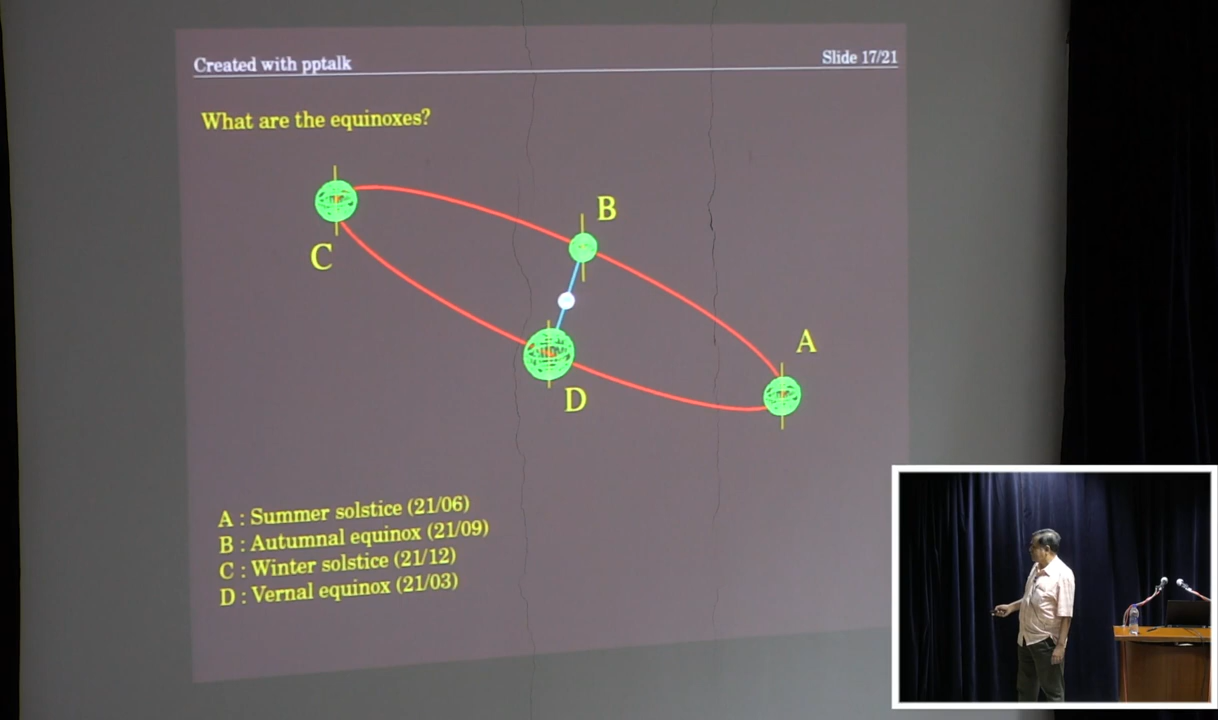 Created with pptalk
Slide 17/21
What are the equinoxes?
B
C
A
D
A : Summer solstice (21/06)
B : Autumnal equinox (21/09)
C : Winter solstice (21/12)
D : Vernal equinox (21/03)